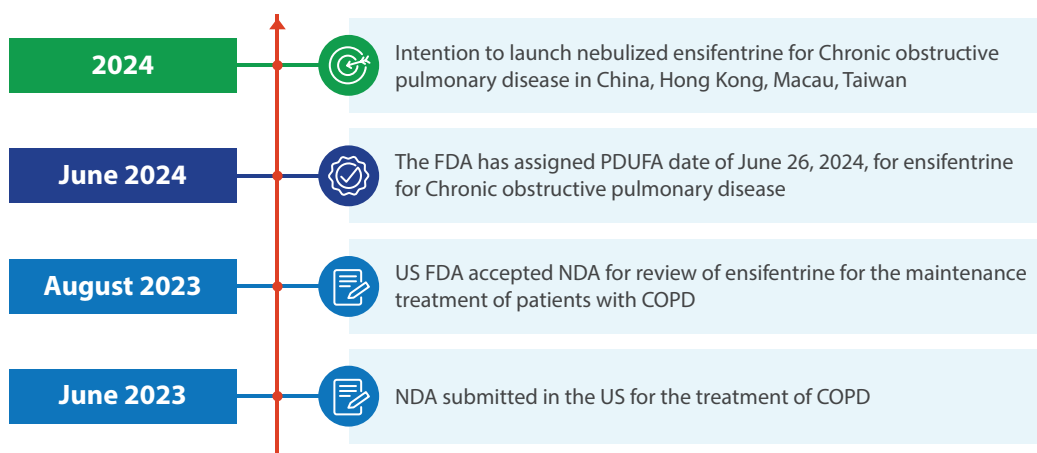 2024
Intention to launch nebulized ensifentrine for Chronic obstructive
pulmonary disease in China, Hong Kong, Macau, Taiwan
June 2024
The FDA has assigned PDUFA date of June 26, 2024, for ensifentrine
for Chronic obstructive pulmonary disease
August 2023
US FDA accepted NDA for review of ensifentrine for the maintenance
treatment of patients with COPD
June 2023
NDA submitted in the US for the treatment of COPD